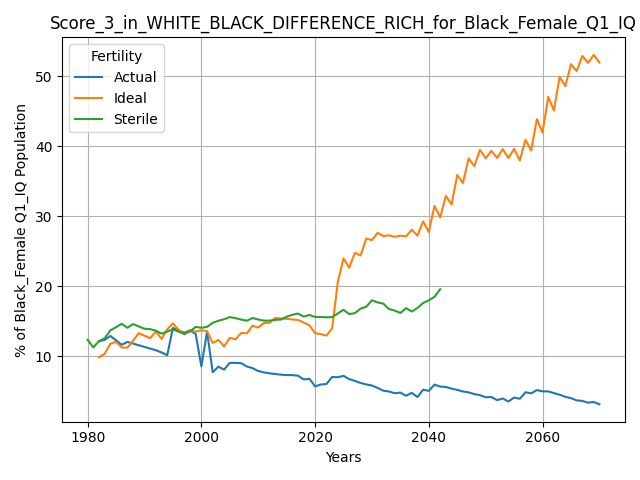 Score_3_in_WHITE_BLACK_DIFFERENCE_RICH_for_Black_Female_Q1_IQ
Fertility
Actual
Ideal
Sterile
% of Black_Female Q1_IQ Population
50
40
30
20
10
1980
2000
2020
2040
2060
Years